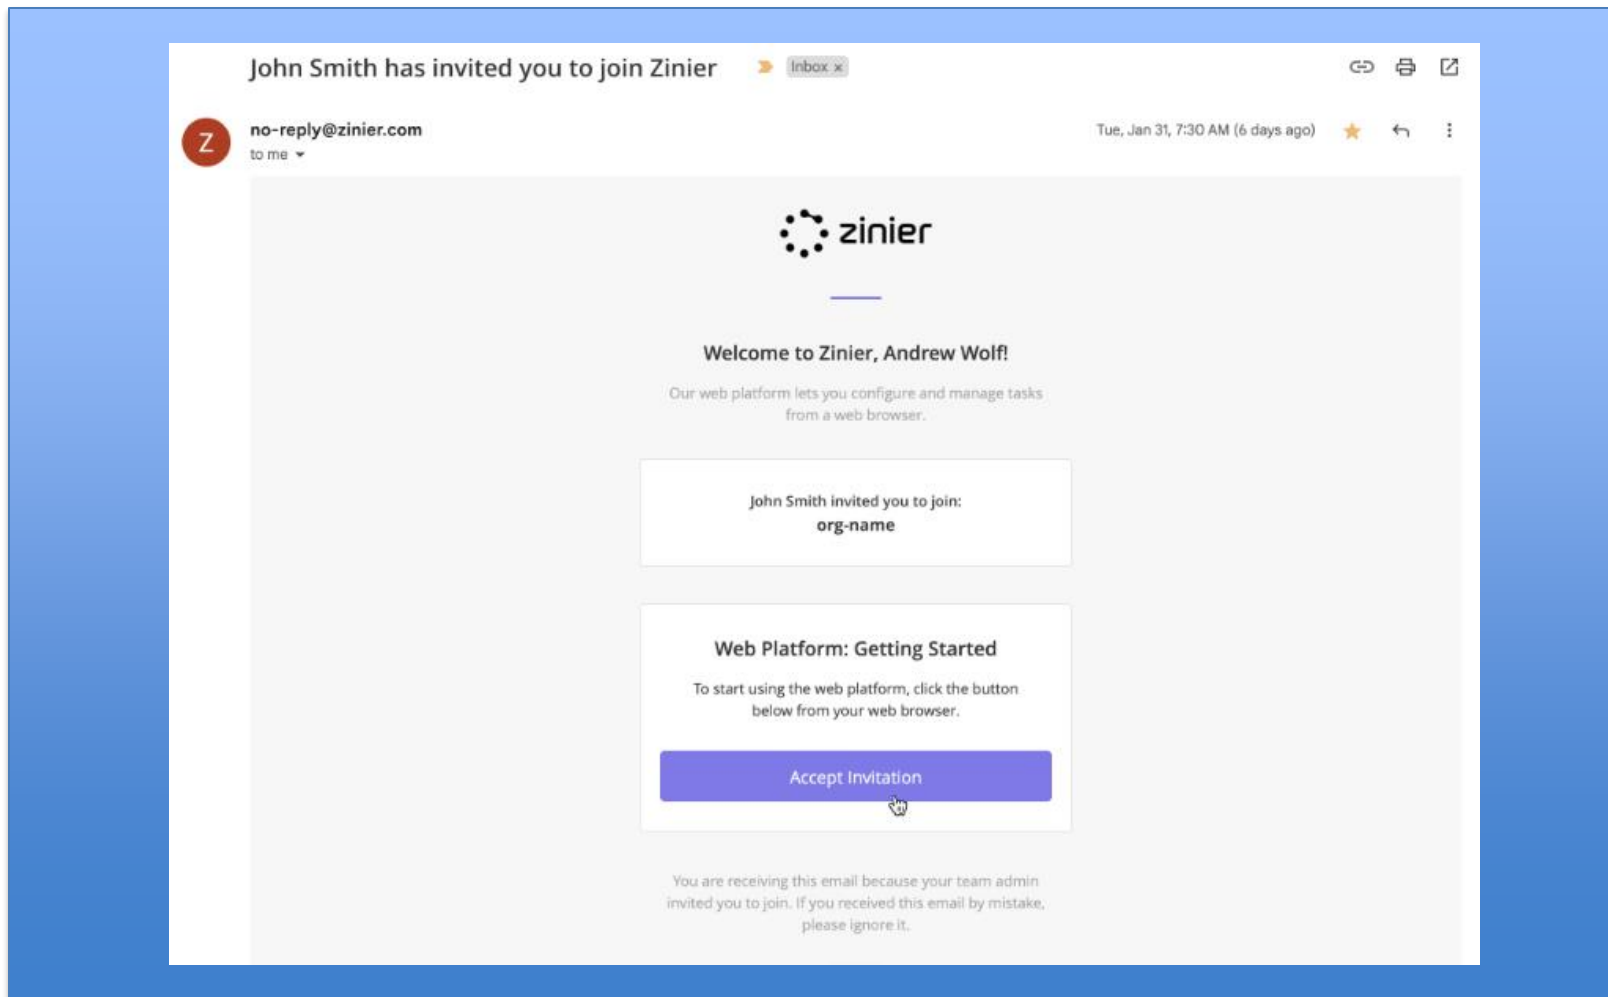 John Smith has invited you to join Zinier
Inbox x
Z
no-reply@zinier.com
Tue, Jan 31, 7:30 AM (6 days ago)
to me
zinier
Welcome to Zinier, Andrew Wolf!
Our web platform lets you configure and manage tasks
from a web browser.
John Smith invited you to join:
org-name
Web Platform: Getting Started
To start using the web platform, click the button
below from your web browser.
Accept Invitation
You are receiving this email because your team admin
invited you to join. If you received this email by mistake,
please ignore it.